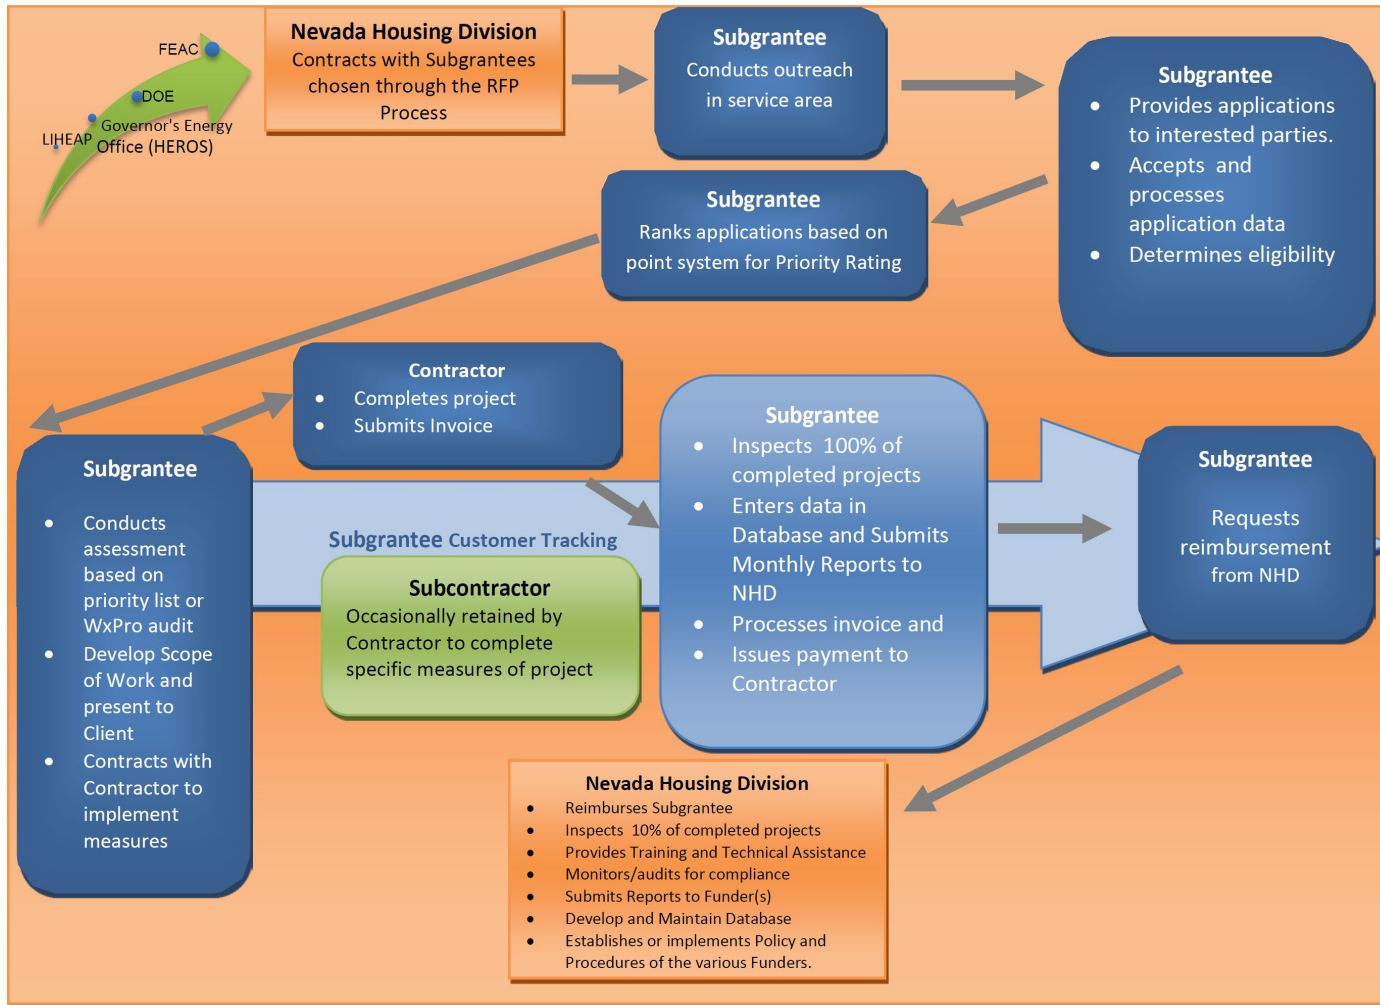 FEAC
DOE
LIHEAP
Governor's Energy
Office (HEROS)
Nevada Housing Division
Contracts with Subgrantees
chosen through the RFP
Process
Subgrantee
Conducts outreach
in service area
Subgrantee
• Provides applications
to interested parties.
• Accepts and
processes
application data
• Determines eligibility
Subgrantee
Ranks applications based on
point system for Priority Rating
Contractor
• Completes project
• Submits Invoice
Subgrantee
• Conducts
assessment
based on
priority list or
WxPro audit
• Develop Scope
of Work and
present to
Client
• Contracts with
Contractor to
implement
measures
Subgrantee Customer Tracking
Subcontractor
Occasionally retained by
Contractor to complete
specific measures of project
Subgrantee
• Inspects 100% of
completed projects
• Enters data in
Database and Submits
Monthly Reports to
NHD
• Processes invoice and
• Issues payment to
Contractor
Subgrantee
Requests
reimbursement
from NHD
Nevada Housing Division
• Reimburses Subgrantee
• Inspects 10% of completed projects
• Provides Training and Technical Assistance
• Monitors/audits for compliance
• Submits Reports to Funder(s)
• Develop and Maintain Database
• Establishes or implements Policy and
Procedures of the various Funders.